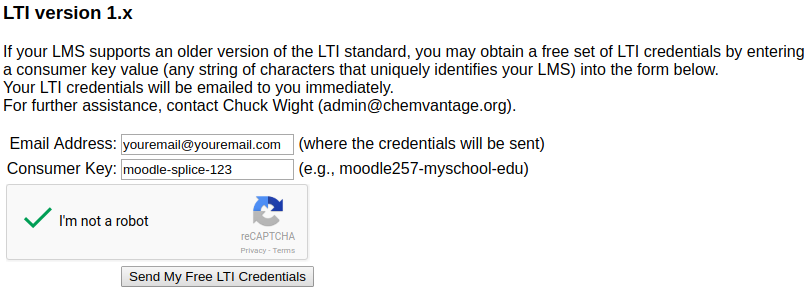 LTI version 1.x
If your LMS supports an older version of the LTI standard, you may obtain a free set of LTI credentials by entering
a consumer key value (any string of characters that uniquely identifies your LMS) into the form below.
Your LTI credentials will be emailed to you immediately.
For further assistance, contact Chuck Wight (admin@chemvantage.org).
Email Address: youremail@youremail.com (where the credentials will be sent)
Consumer Key: moodle-splice-123 (e.g., moodle257-myschool-edu)
I'm not a robot
reCAPTCHA
Privacy - Terms
Send My Free LTI Credentials